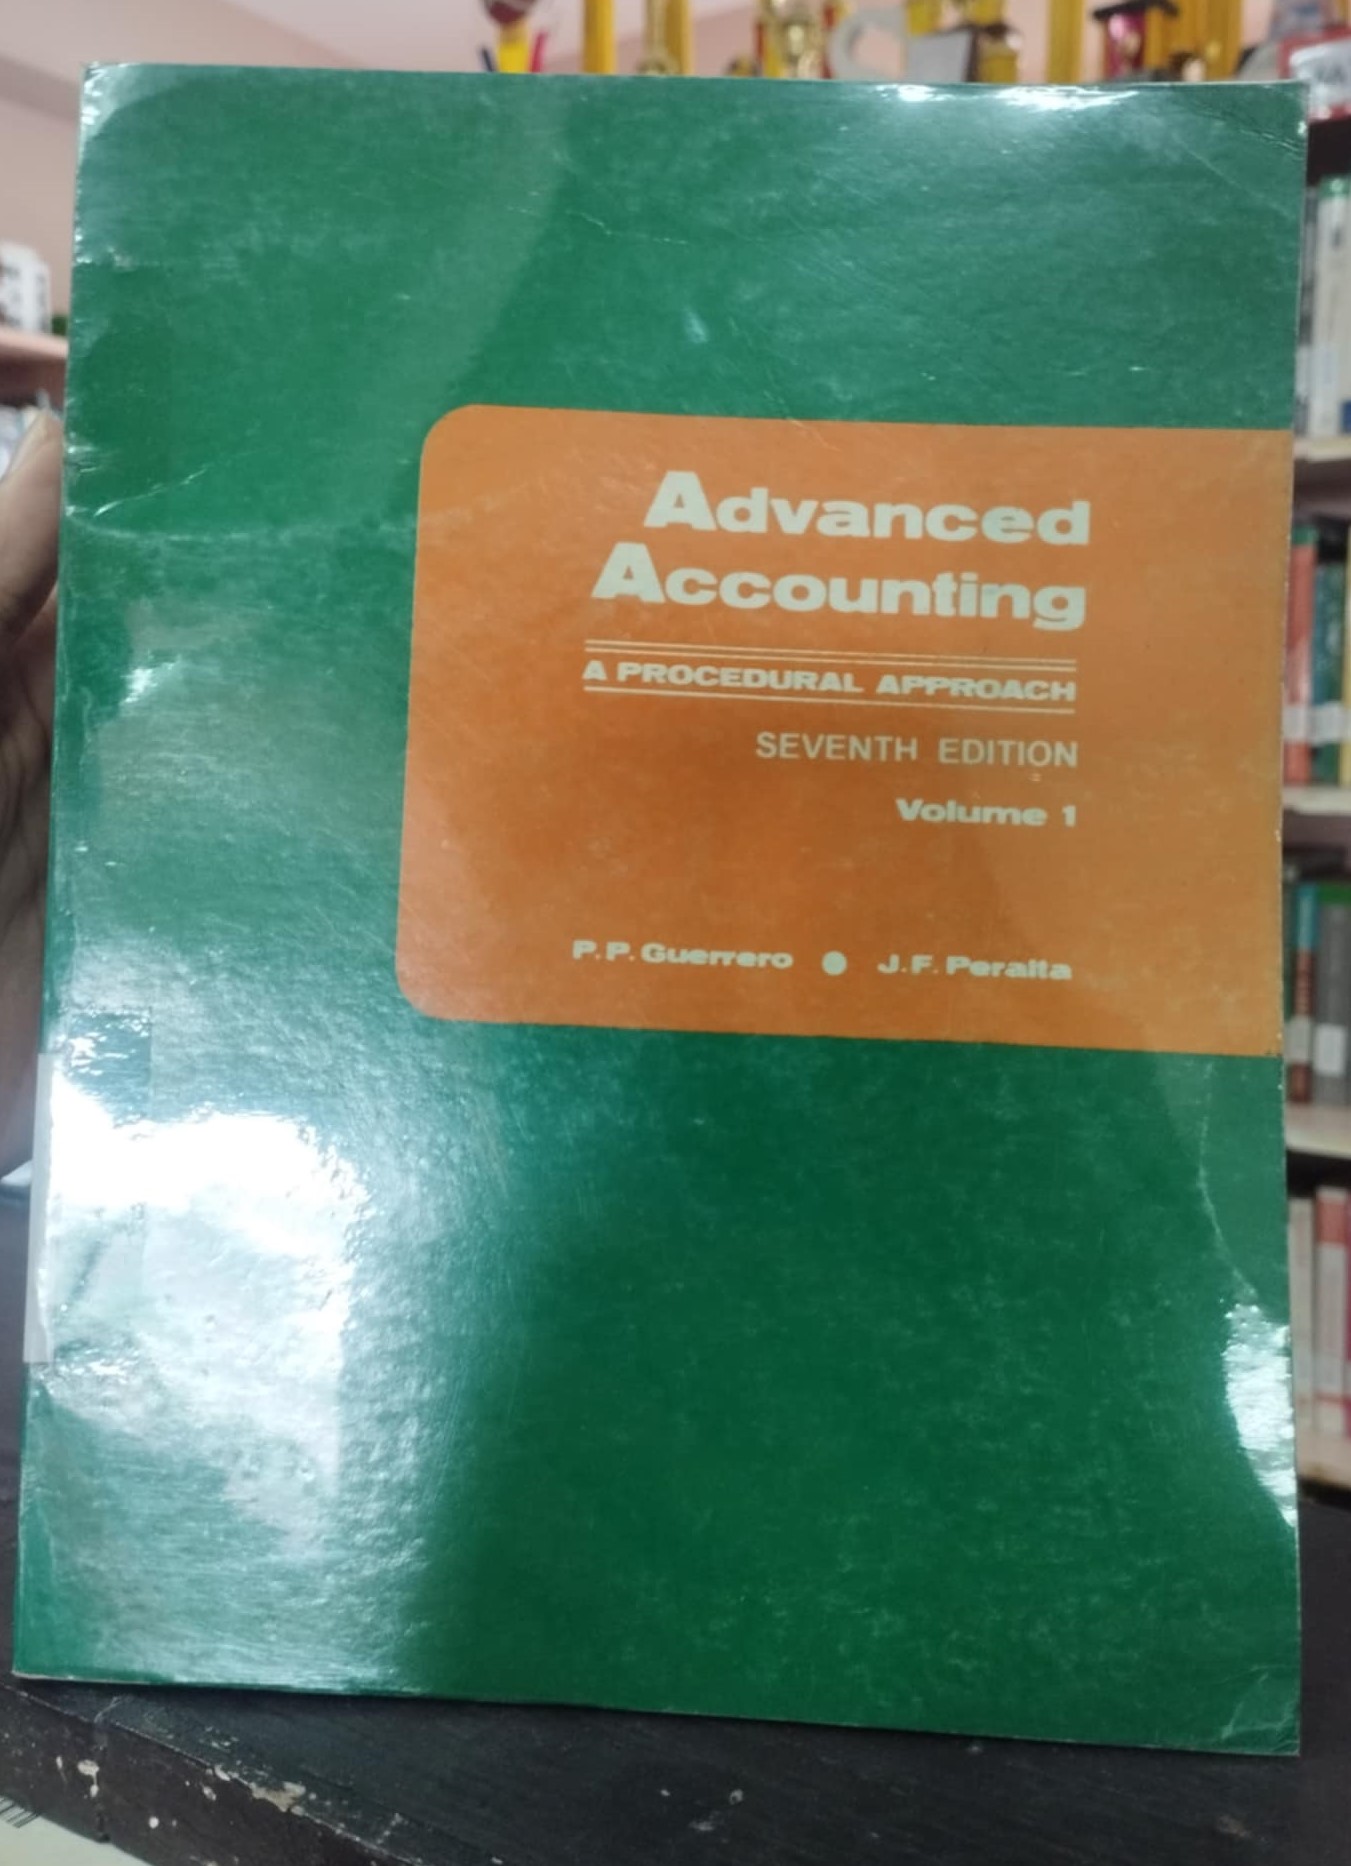 Advanced
Accounting
A PROCEDURAL APPROACH
SEVENTH EDITION
Volume 1
P.P. Guerrero ● J.F. Peralta